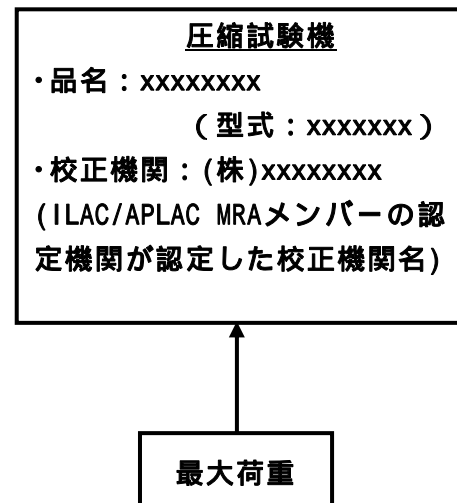 圧縮試験機
・品名：xxxxxxxx
（型式：xxxxxxx）
・校正機関：(株)xxxxxxxx
(ILAC/APLAC MRAメンバーの認
定機関が認定した校正機関名)
最大荷重